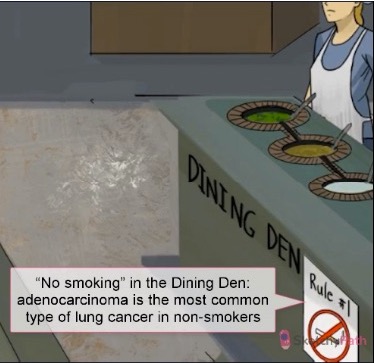 DINING DEN
Rule #1
“No smoking” in the Dining Den:
adenocarcinoma is the most common
type of lung cancer in non-smokers
SketchyPath